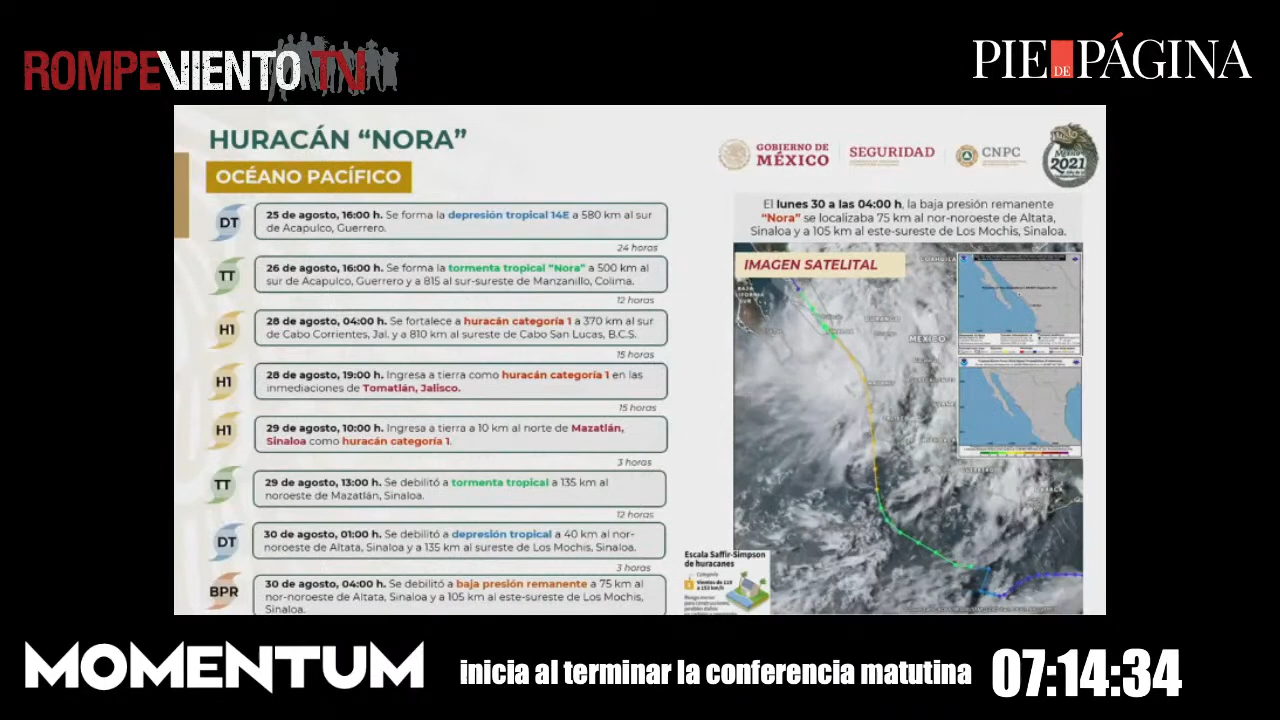 ROMPEVIENTO TV
PIE DE PÁGINA
HURACÁN “NORA”
OCÉANO PACÍFICO
GOBIERNO DE
MÉXICO
SEGURIDAD
CNPC
México
2021
DT
25 de agosto, 16:00 h. Se forma la depresión tropical 14E a 580 km al sur
de Acapulco, Guerrero.
24 horas
TT
26 de agosto, 16:00 h. Se forma la tormenta tropical “Nora” a 500 km al
sur de Acapulco, Guerrero y a 815 al sur-sureste de Manzanillo, Colima.
12 horas
H1
28 de agosto, 04:00 h. Se fortalece a huracán categoría 1 a 370 km al sur
de Cabo Corrientes, Jal. y a 810 km al sureste de Cabo San Lucas, B.C.S.
15 horas
H1
28 de agosto, 19:00 h. Ingresa a tierra como huracán categoría 1 en las
inmediaciones de Tomatlán, Jalisco.
15 horas
H1
29 de agosto, 10:00 h. Ingresa a tierra a 10 km al norte de Mazatlán,
Sinaloa como huracán categoría 1.
3 horas
TT
29 de agosto, 13:00 h. Se debilitó a tormenta tropical a 135 km al
noroeste de Mazatlán, Sinaloa.
12 horas
DT
30 de agosto, 01:00 h. Se debilitó a depresión tropical a 40 km al nor-
noroeste de Altata, Sinaloa y a 135 km al sureste de Los Mochis, Sinaloa.
3 horas
BPR
30 de agosto, 04:00 h. Se debilitó a baja presión remanente a 75 km al
nor-noroeste de Altata, Sinaloa y a 105 km al este-sureste de Los Mochis,
Sinaloa.
El lunes 30 a las 04:00 h, la baja presión remanente
“Nora” se localizaba 75 km al nor-noroeste de Altata,
Sinaloa y a 105 km al este-sureste de Los Mochis, Sinaloa.
IMAGEN SATELITAL
COAHUILA
BAJA
CALIFORNIA
SUR
DURANGO
MÉXICO
Escala Saffir-Simpson
de huracanes
Categoría
Vientos de 119
a 153 km/h
MOMENTUM
inicia al terminar la conferencia matutina
07:14:34